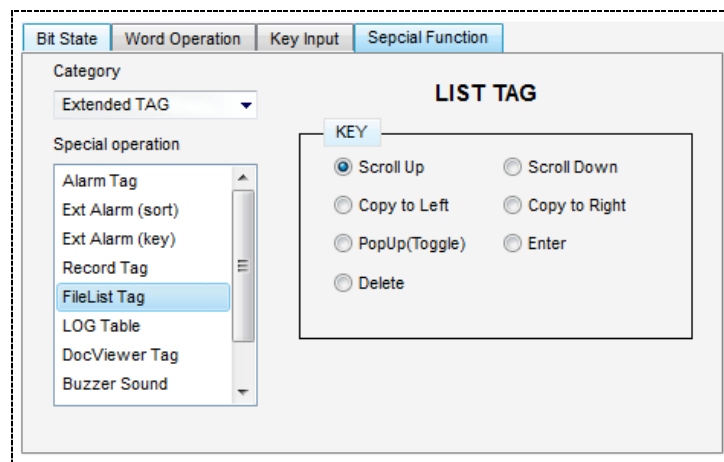 Bit State Word Operation Key Input Sepcial Function
Category
Extended TAG
Special operation
Alarm Tag
Ext Alarm (sort)
Ext Alarm (key)
Record Tag
FileList Tag
LOG Table
DocViewer Tag
Buzzer Sound
LIST TAG
KEY
Scroll Up Scroll Down
Copy to Left Copy to Right
PopUp(Toggle) Enter
Delete